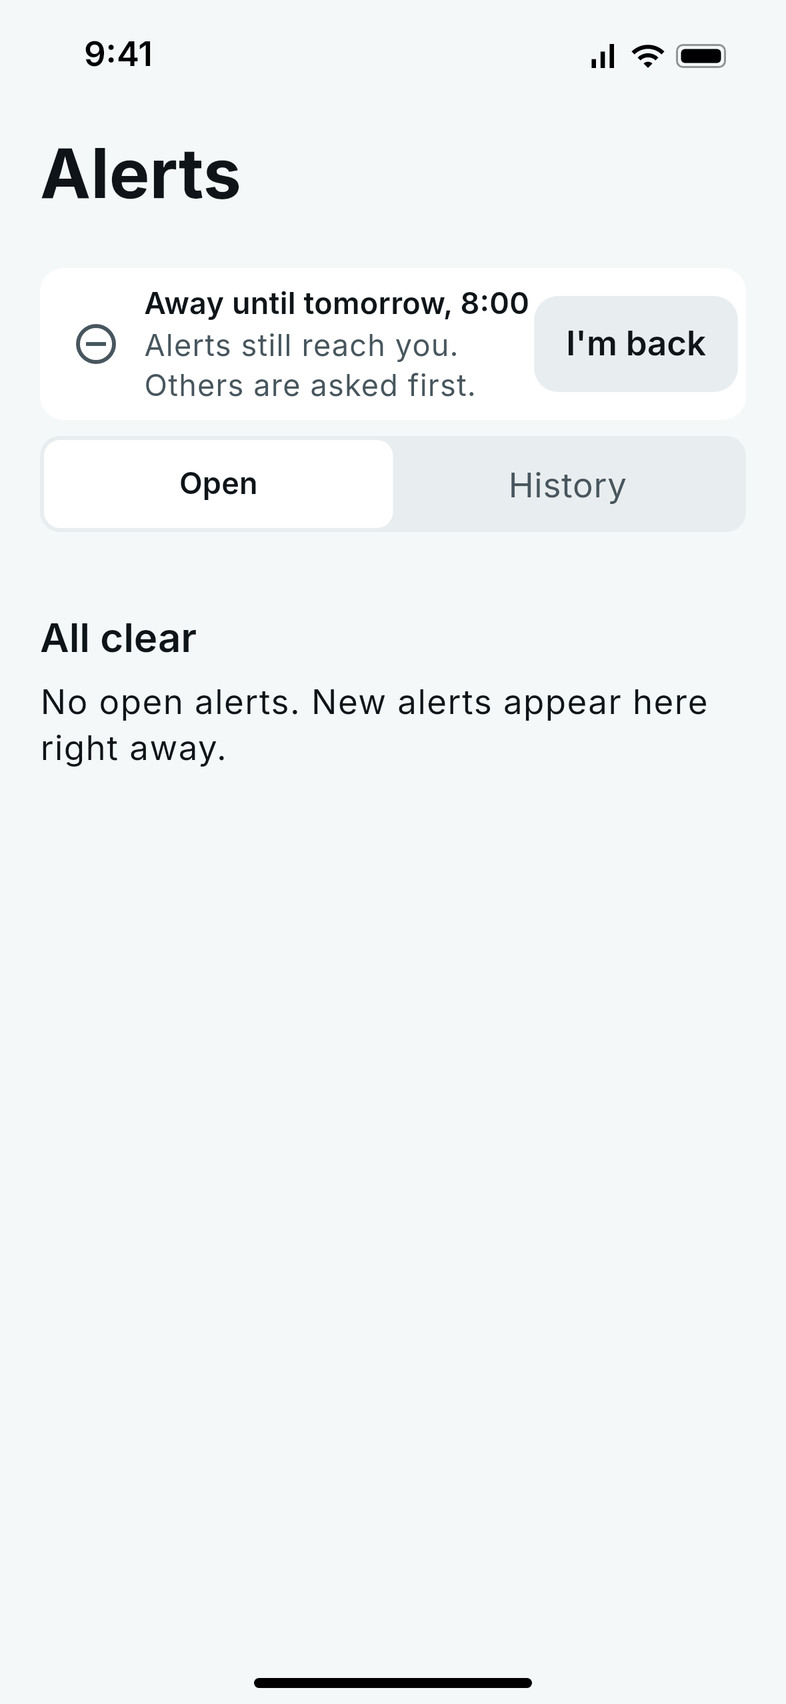 9:41
Alerts
Away until tomorrow, 8:00
Alerts still reach you.
Others are asked first.
I'm back
Open
History
All clear
No open alerts. New alerts appear here
right away.